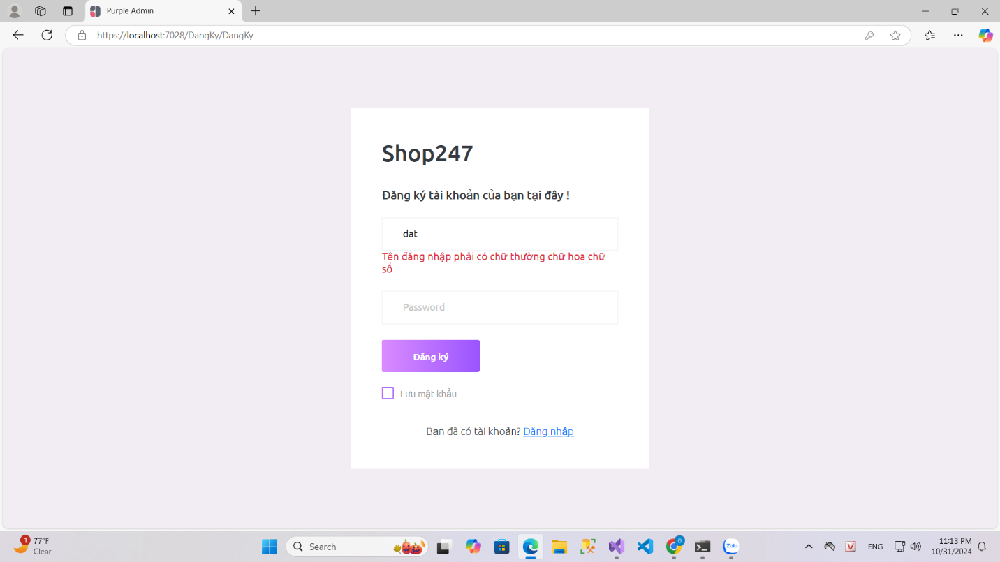 Purple Admin
https://localhost:7028/DangKy/DangKy
Shop247
Đăng ký tài khoản của bạn tại đây !
dat
Tên đăng nhập phải có chữ thường chữ hoa chữ
số
Password
Đăng ký
Lưu mật khẩu
Bạn đã có tài khoản? Đăng nhập
1
77°F
Clear
Search
Đ
Zalo
V
ENG
11:13 PM
10/31/2024